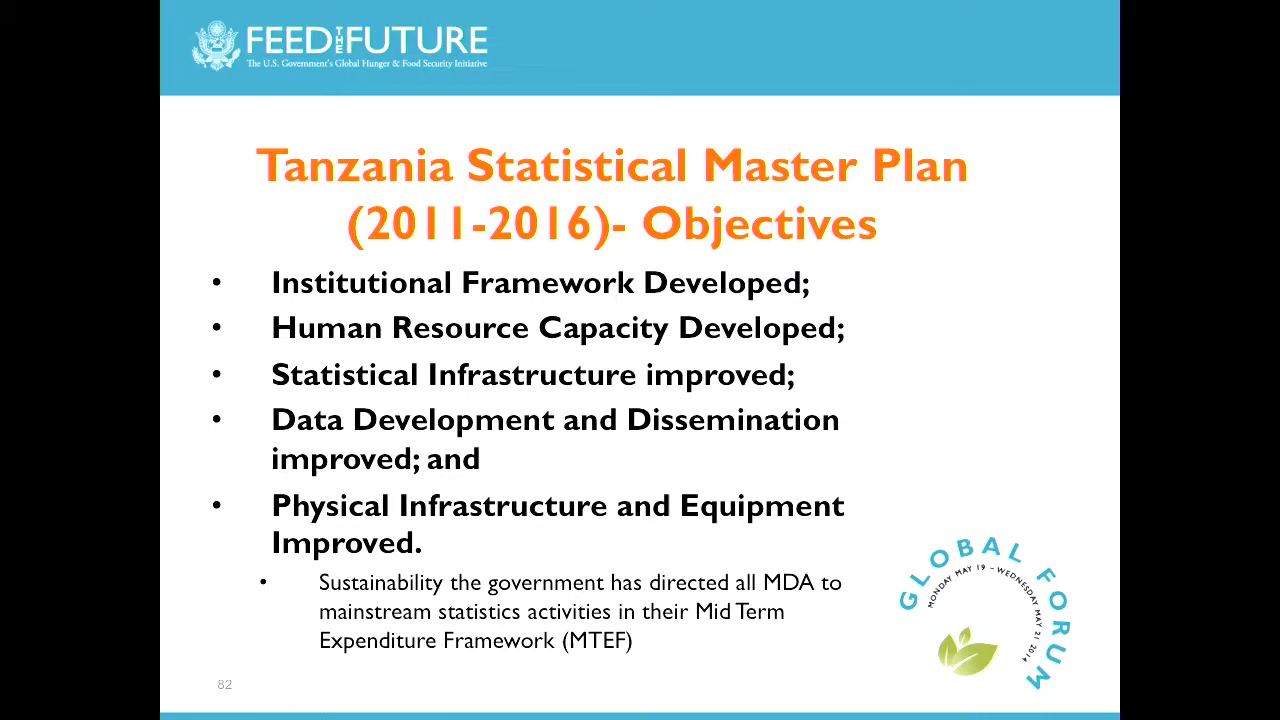 FEED THE FUTURE
The U.S. Government's Global Hunger & Food Security Initiative
Tanzania Statistical Master Plan
(2011-2016)- Objectives
• Institutional Framework Developed;
• Human Resource Capacity Developed;
• Statistical Infrastructure improved;
• Data Development and Dissemination
improved; and
• Physical Infrastructure and Equipment
Improved.
• Sustainability the government has directed all MDA to
mainstream statistics activities in their Mid Term
Expenditure Framework (MTEF)
GLOBAL FORUM
MONDAY MAY 19 – WEDNESDAY MAY 21 2014
82